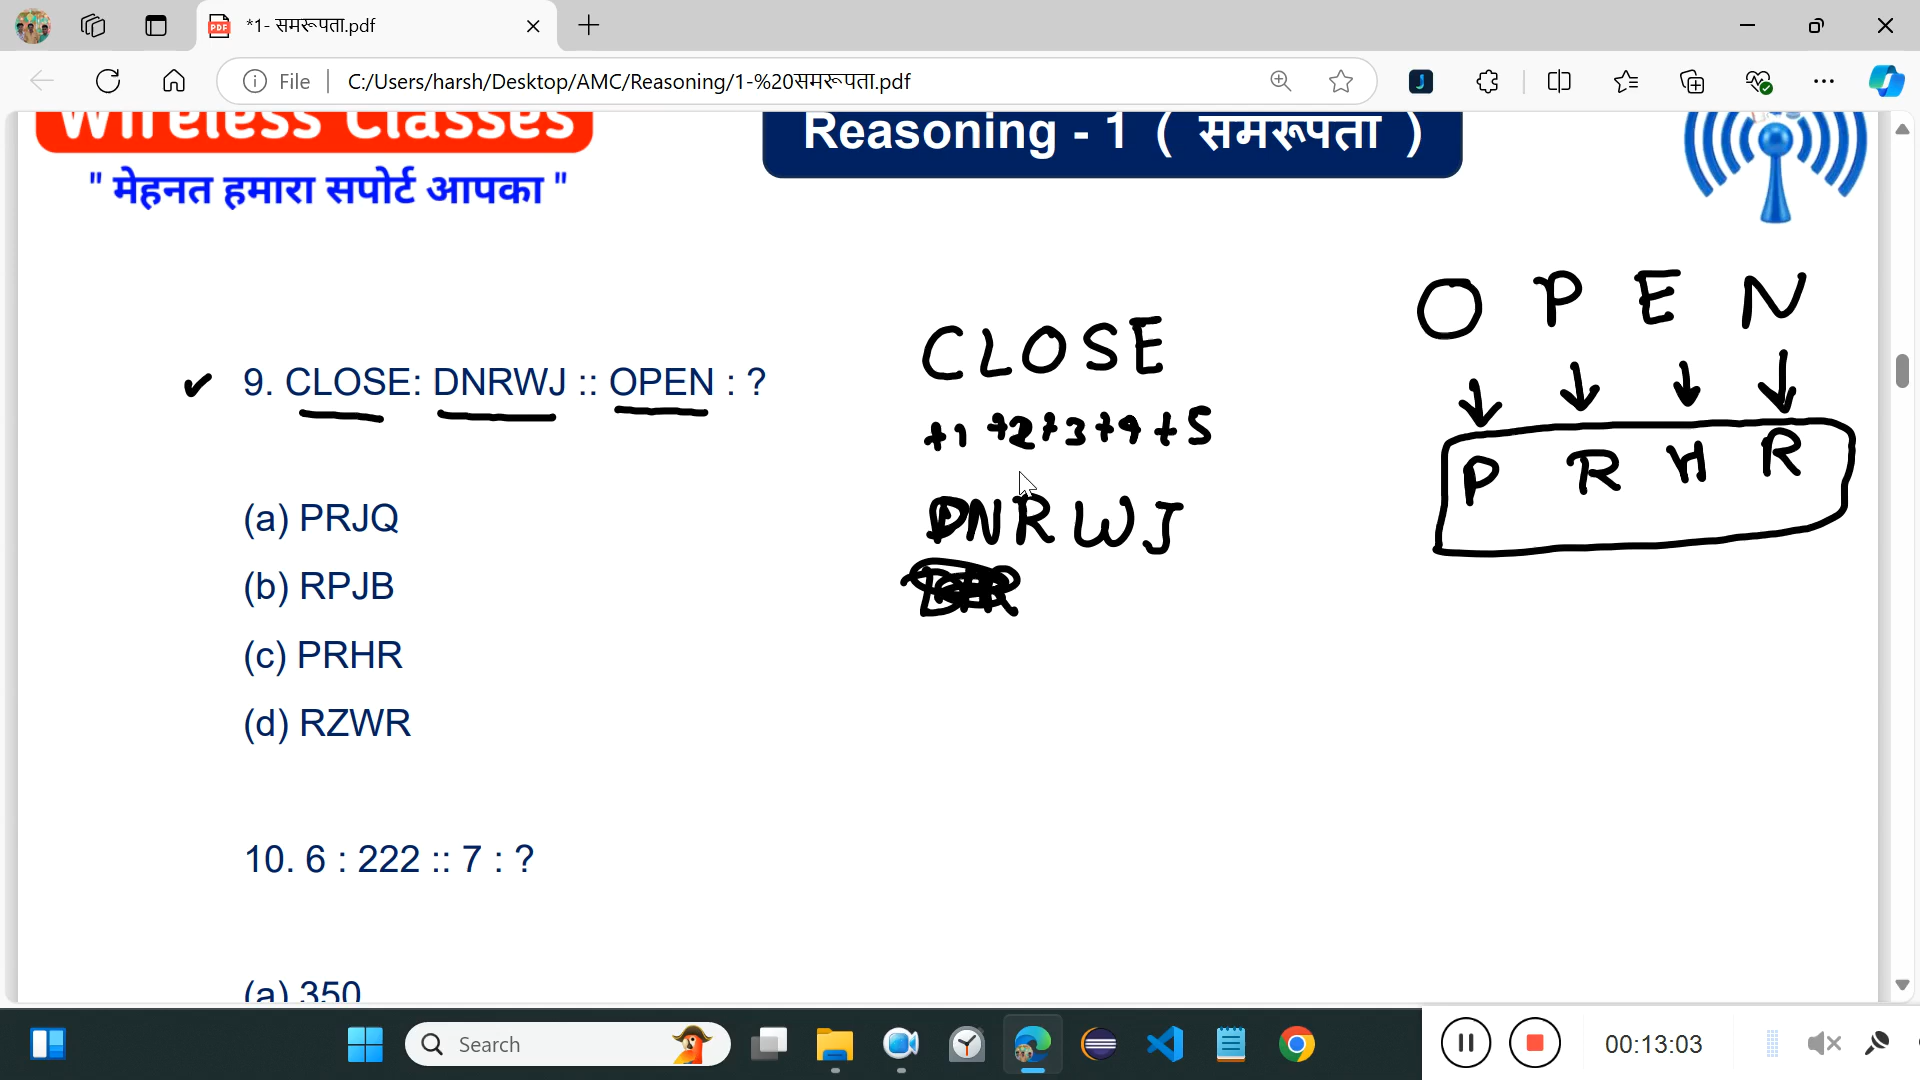 *1- समरूपता.pdf
File
C:/Users/harsh/Desktop/AMC/Reasoning/1-%20समरूपता.pdf
Wireless Classes
" मेहनत हमारा सपोर्ट आपका "
Reasoning - 1 ( समरूपता )
9. CLOSE: DNRWJ :: OPEN : ?
(a) PRJQ
(b) RPJB
(c) PRHR
(d) RZWR
10. 6 : 222 :: 7 : ?
(a) 350
CLOSE
+1 +2 +3 +4 +5
DNRWJ
O P E N
P R H R
Search
00:13:03